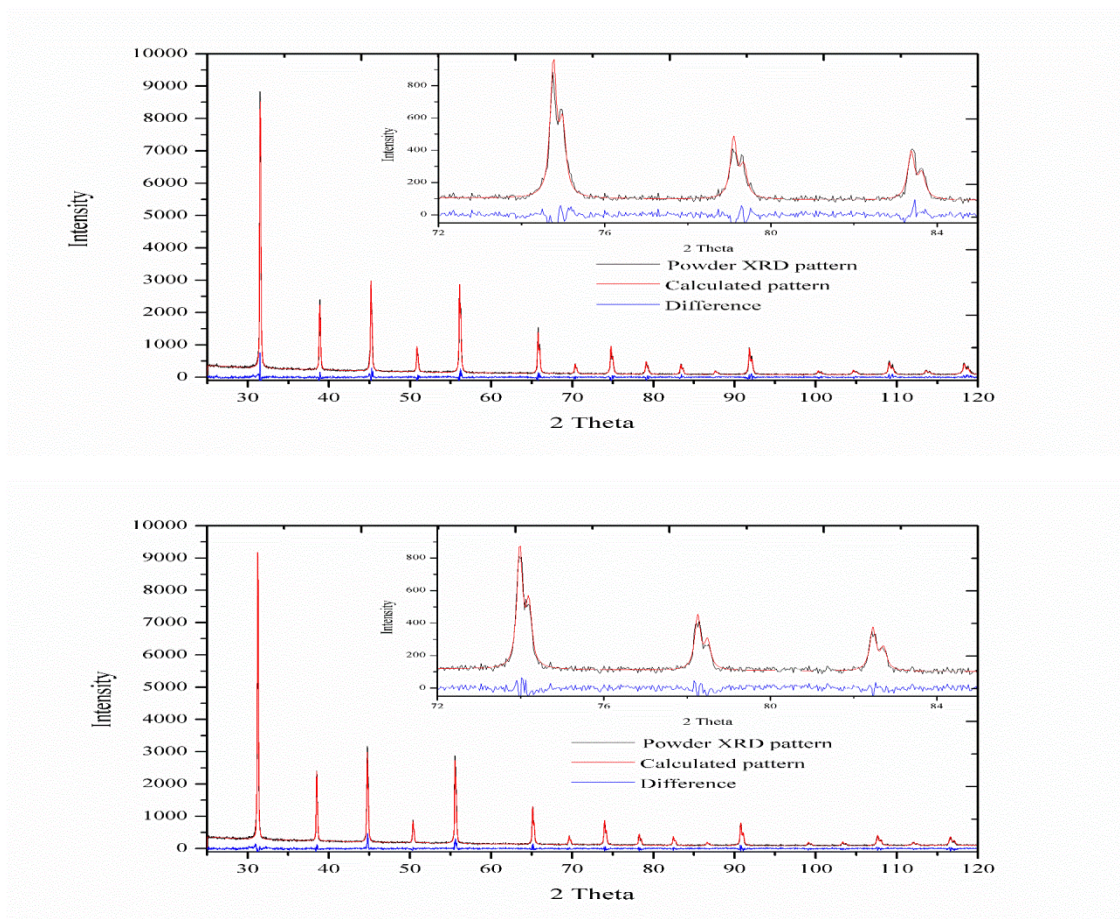 10000
9000
8000
7000
6000
5000
4000
3000
2000
1000
0
Intensity
30 40 50 60 70 80 90 100 110 120
2 Theta
800
600
400
200
0
Intensity
72 76 80 84
2 Theta
Powder XRD pattern
Calculated pattern
Difference
10000
9000
8000
7000
6000
5000
4000
3000
2000
1000
0
Intensity
30 40 50 60 70 80 90 100 110 120
2 Theta
800
600
400
200
0
Intensity
72 76 80 84
2 Theta
Powder XRD pattern
Calculated pattern
Difference